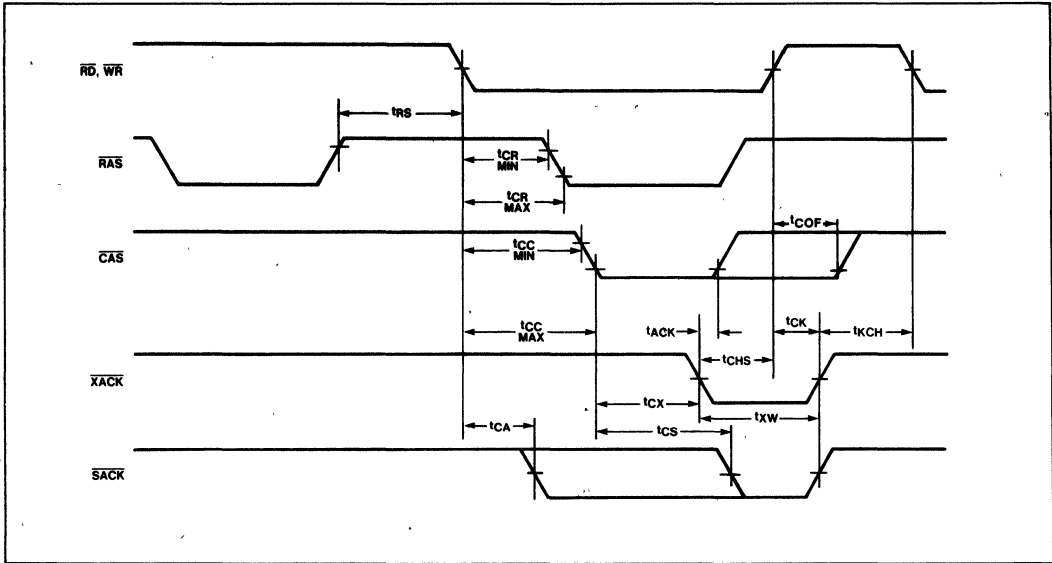 RD, WR
tRS
RAS
tCR
MIN
tCR
MAX
tCOF
CAS
tCC
MIN
tCC
MAX
tACK
tCK
tKCH
tCHS
XACK
tCX
tXW
tCA
tCS
SACK